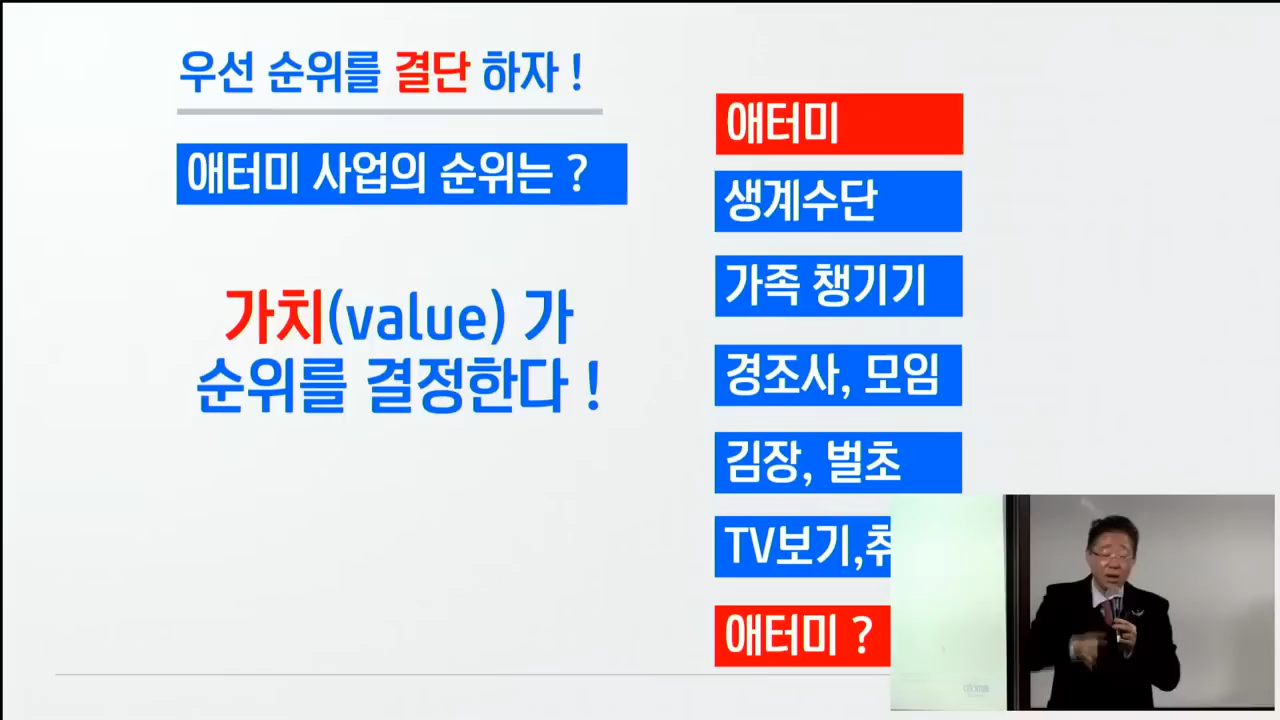 우선 순위를 결단 하자 !
애터미 사업의 순위는 ?
가치(value) 가
순위를 결정한다 !
애터미
생계수단
가족 챙기기
경조사, 모임
김장, 벌초
TV보기,
애터미 ?